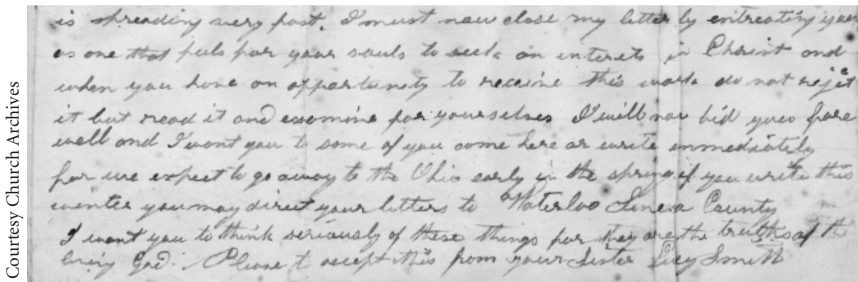 is spreading very fast. I must now close my letter by entreating you
as one that feels for your souls to seek an interest in Christ and
when you have an opportunity to receive this work do not reject
it but read it and examine for yourselves I will now bid you fare
well and I want you to some of you come here or write immediately
for we expect to go away to the Ohio early in the spring if you write this
winter you may direct your letters to Waterloo Seneca County
I want you to think seriously of these things for they are the truths of the
living God. Please to accept this from your Sister Lucy Smith
Courtesy Church Archives